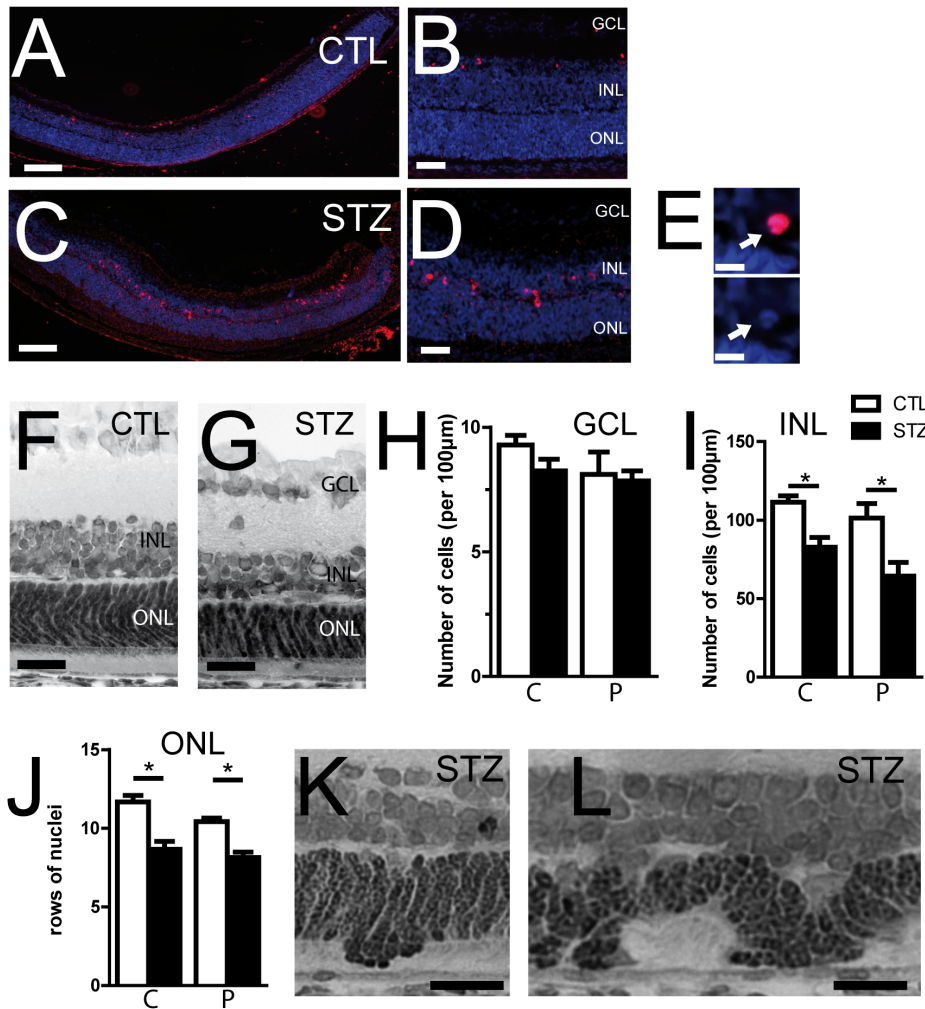 A
CTL
B
GCL
INL
ONL
C
STZ
D
GCL
INL
ONL
E
F
CTL
INL
ONL
G
STZ
GCL
INL
ONL
H
GCL
Number of cells (per 100µm)
10
5
0
C P
I
INL
CTL
STZ
Number of cells (per 100µm)
150
100
50
0
* *
C P
J
ONL
rows of nuclei
15
10
5
0
* *
C P
K
STZ
L
STZ